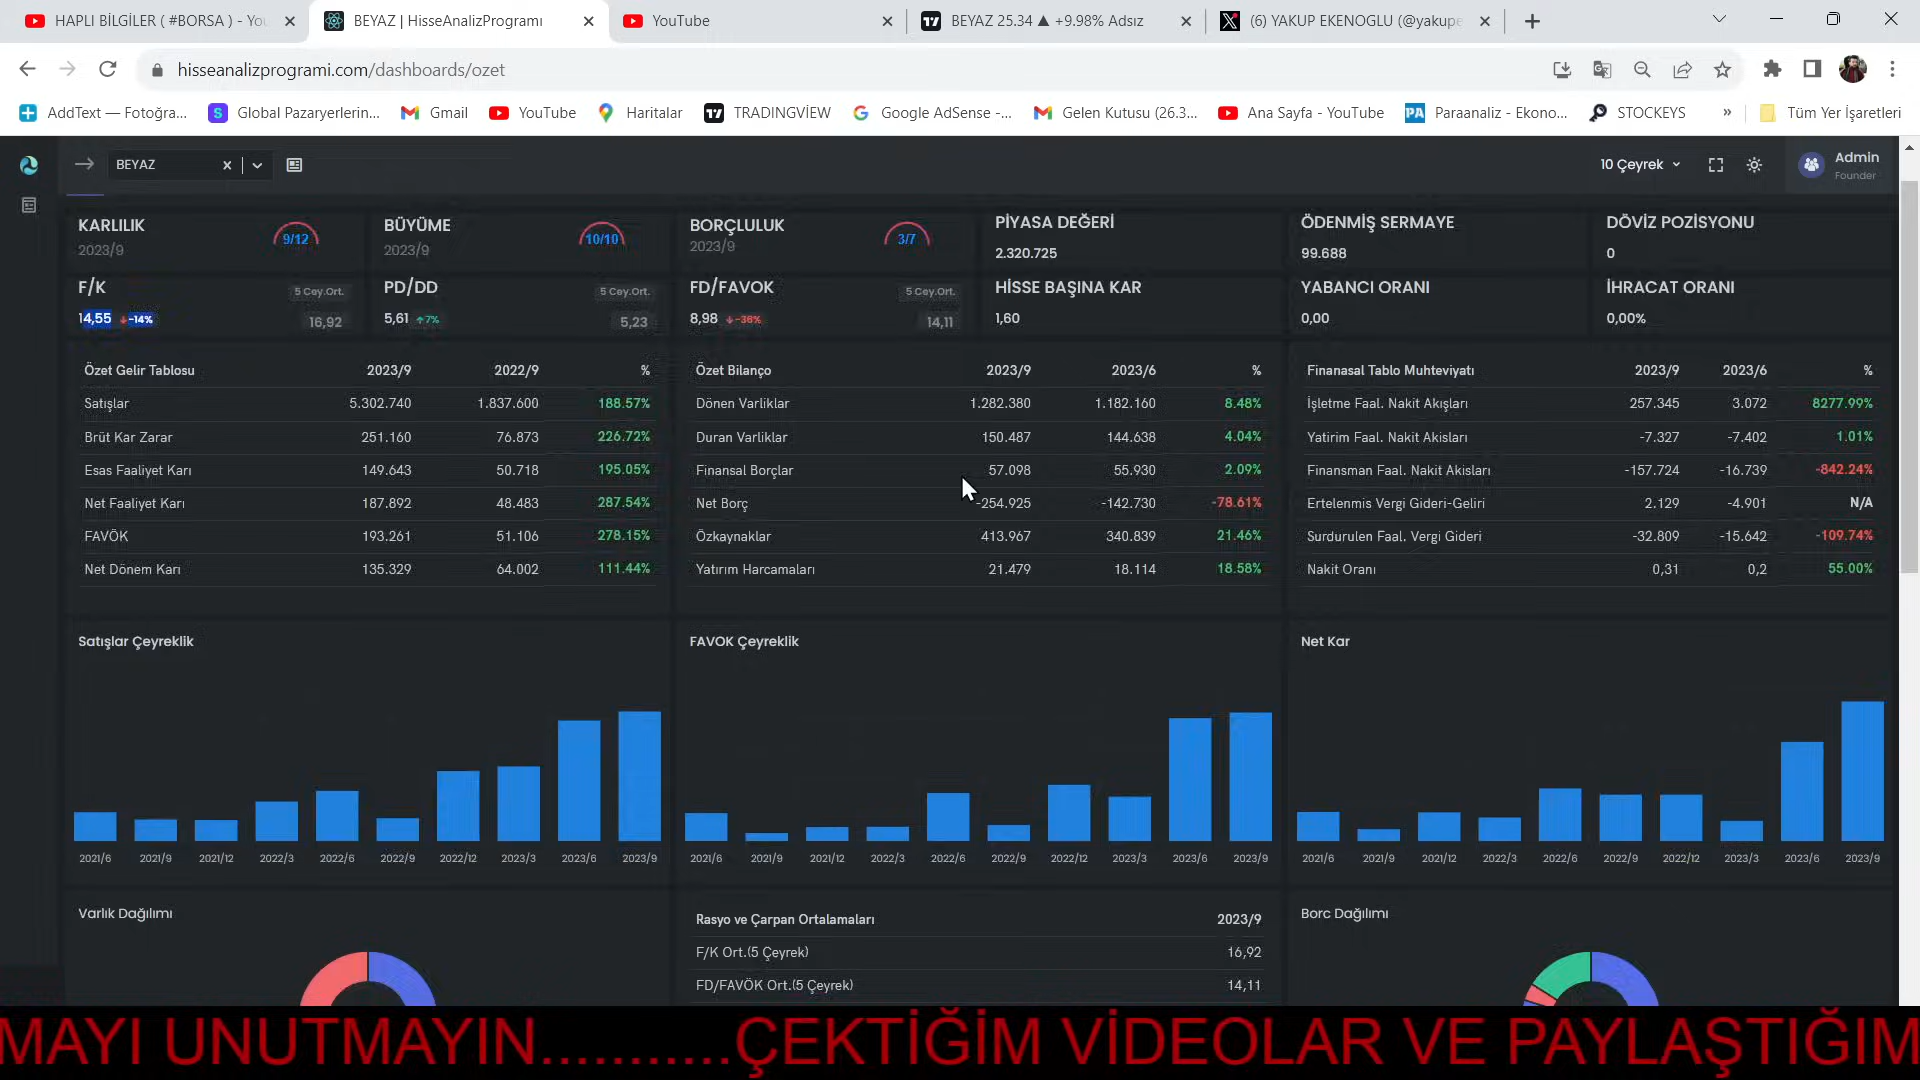 HAPLI BİLGİLER ( #BORSA ) - You
BEYAZ | HisseAnalizProgramı
YouTube
BEYAZ 25.34 ▲ +9.98% Adsız
(6) YAKUP EKENOGLU (@yakupe
hisseanalizprogrami.com/dashboards/ozet
AddText — Fotoğra...
Global Pazaryerlerin...
Gmail
YouTube
Haritalar
TRADINGVİEW
Google AdSense -...
Gelen Kutusu (26.3...
Ana Sayfa - YouTube
Paraanaliz - Ekono...
STOCKEYS
»
Tüm Yer İşaretleri
BEYAZ
10 Çeyrek
Admin
Founder
KARLILIK
2023/9
9/12
BÜYÜME
2023/9
10/10
BORÇLULUK
2023/9
3/7
PİYASA DEĞERİ
2.320.725
ÖDENMİŞ SERMAYE
99.688
DÖVİZ POZİSYONU
0
F/K
5 Cey.Ort.
14,55 ↓-14%
16,92
PD/DD
5 Cey.Ort.
5,61 ↑7%
5,23
FD/FAVOK
5 Cey.Ort.
8,98 ↓-36%
14,11
HİSSE BAŞINA KAR
1,60
YABANCI ORANI
0,00
İHRACAT ORANI
0,00%
Özet Gelir Tablosu 2023/9 2022/9 %
Satışlar 5.302.740 1.837.600 188.57%
Brüt Kar Zarar 251.160 76.873 226.72%
Esas Faaliyet Karı 149.643 50.718 195.05%
Net Faaliyet Karı 187.892 48.483 287.54%
FAVÖK 193.261 51.106 278.15%
Net Dönem Karı 135.329 64.002 111.44%
Özet Bilanço 2023/9 2023/6 %
Dönen Varlıklar 1.282.380 1.182.160 8.48%
Duran Varlıklar 150.487 144.638 4.04%
Finansal Borçlar 57.098 55.930 2.09%
Net Borç -254.925 -142.730 -78.61%
Özkaynaklar 413.967 340.839 21.46%
Yatırım Harcamaları 21.479 18.114 18.58%
Finanasal Tablo Muhteviyatı 2023/9 2023/6 %
İşletme Faal. Nakit Akışları 257.345 3.072 8277.99%
Yatirim Faal. Nakit Akisları -7.327 -7.402 1.01%
Finansman Faal. Nakit Akisları -157.724 -16.739 -842.24%
Ertelenmis Vergi Gideri-Geliri 2.129 -4.901 N/A
Surdurulen Faal. Vergi Gideri -32.809 -15.642 -109.74%
Nakit Oranı 0,31 0,2 55.00%
Satışlar Çeyreklik
2021/6 2021/9 2021/12 2022/3 2022/6 2022/9 2022/12 2023/3 2023/6 2023/9
FAVOK Çeyreklik
2021/6 2021/9 2021/12 2022/3 2022/6 2022/9 2022/12 2023/3 2023/6 2023/9
Net Kar
2021/6 2021/9 2021/12 2022/3 2022/6 2022/9 2022/12 2023/3 2023/6 2023/9
Varlık Dağılımı
Rasyo ve Çarpan Ortalamaları 2023/9
F/K Ort.(5 Çeyrek) 16,92
FD/FAVÖK Ort.(5 Çeyrek) 14,11
Borc Dağılımı
MAYI UNUTMAYIN...........ÇEKTİĞİM VİDEOLAR VE PAYLAŞTIĞIM